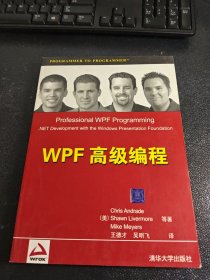 PROGRAMMER TO PROGRAMMER™
Professional WPF Programming
.NET Development with the Windows Presentation Foundation
WPF 高级编程
Chris Andrade
(美) Shawn Livermore 等著
Mike Meyers
王德才 吴明飞 译
wrox
清华大学出版社